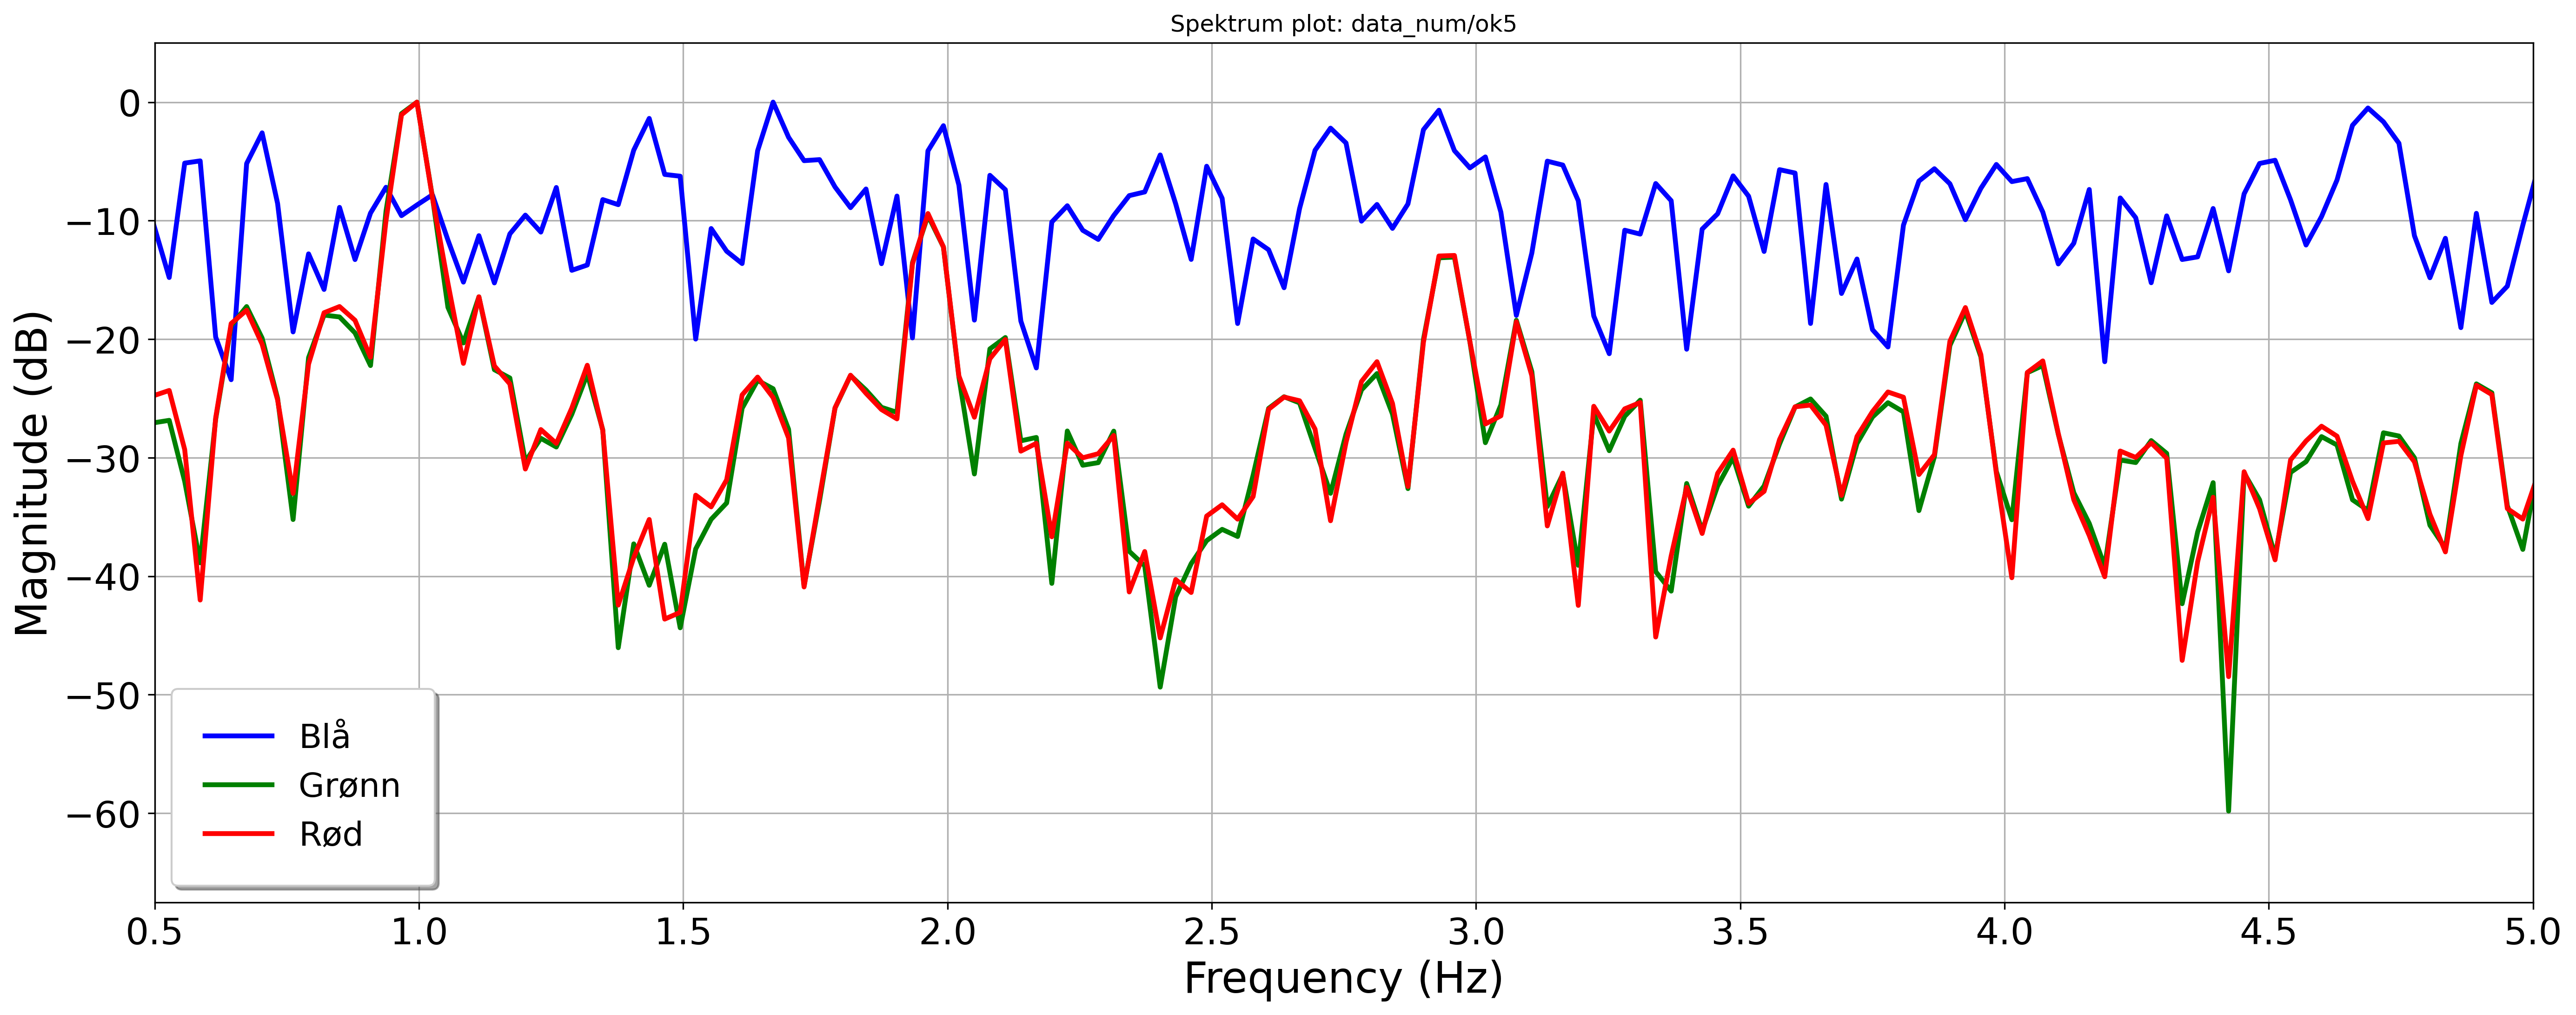 Spektrum plot: data_num/ok5
Magnitude (dB)
0
−10
−20
−30
−40
−50
−60
Blå
Grønn
Rød
0.5 1.0 1.5 2.0 2.5 3.0 3.5 4.0 4.5 5.0
Frequency (Hz)